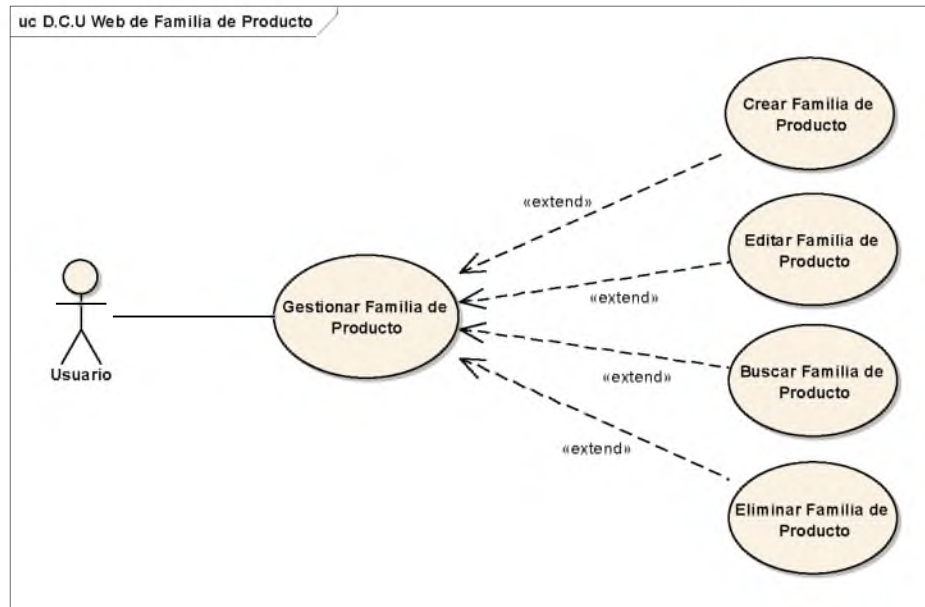 uc D.C.U Web de Familia de Producto
Crear Familia de
Producto
«extend»
Editar Familia de
Producto
«extend»
Gestionar Familia de
Producto
Usuario
«extend»
Buscar Familia de
Producto
«extend»
Eliminar Familia de
Producto